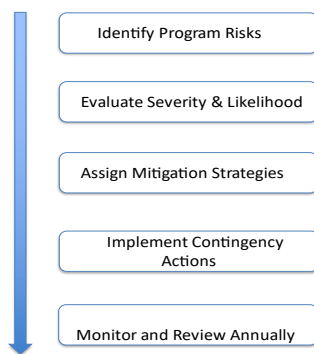 Identify Program Risks
Evaluate Severity & Likelihood
Assign Mitigation Strategies
Implement Contingency
Actions
Monitor and Review Annually